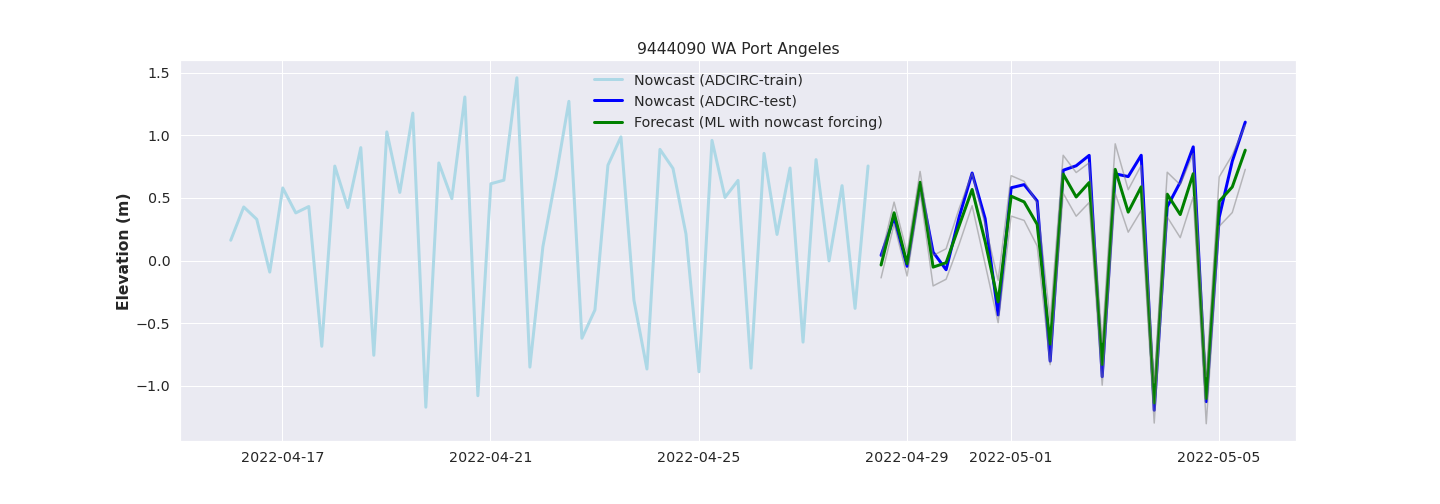 9444090 WA Port Angeles
Elevation (m)
1.5
1.0
0.5
0.0
−0.5
−1.0
Nowcast (ADCIRC-train)
Nowcast (ADCIRC-test)
Forecast (ML with nowcast forcing)
2022-04-17 2022-04-21 2022-04-25 2022-04-29 2022-05-01 2022-05-05